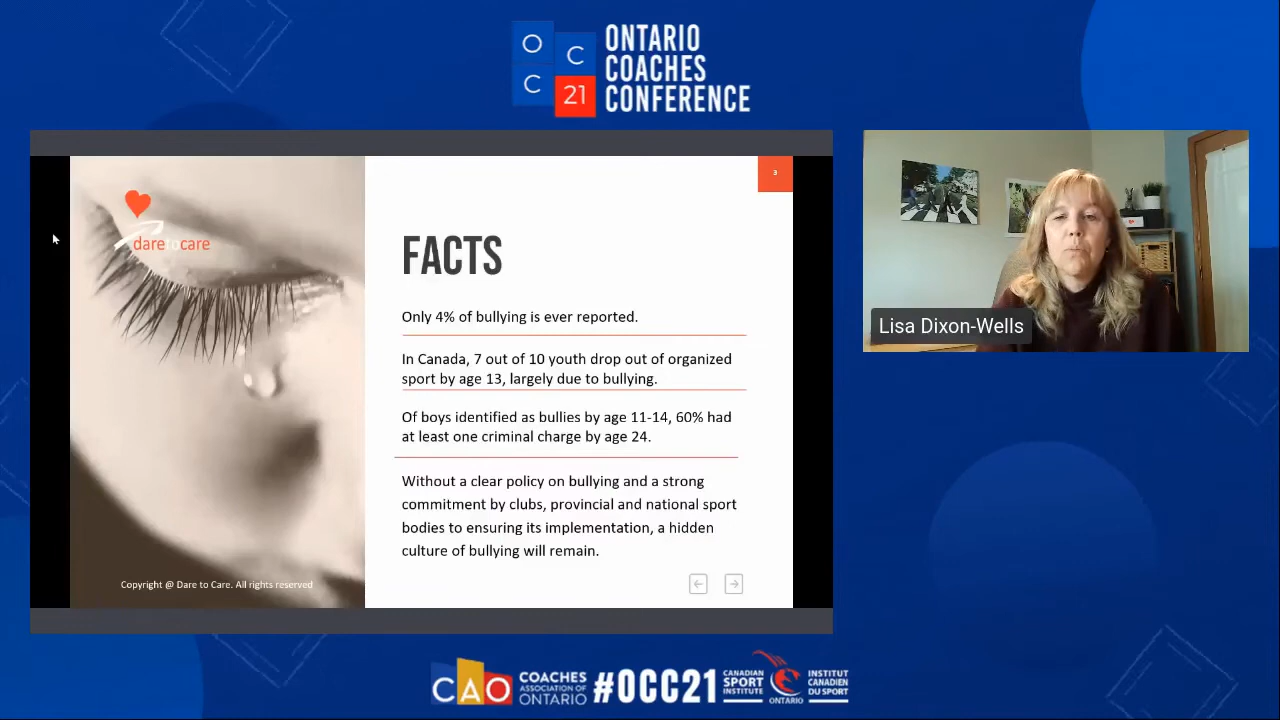 O
C
C
21
ONTARIO
COACHES
CONFERENCE
dare to care
3
FACTS
Only 4% of bullying is ever reported.
In Canada, 7 out of 10 youth drop out of organized
sport by age 13, largely due to bullying.
Of boys identified as bullies by age 11-14, 60% had
at least one criminal charge by age 24.
Without a clear policy on bullying and a strong
commitment by clubs, provincial and national sport
bodies to ensuring its implementation, a hidden
culture of bullying will remain.
Copyright @ Dare to Care. All rights reserved
Lisa Dixon-Wells
CAO
COACHES
ASSOCIATION OF
ONTARIO
#OCC21
CANADIAN
SPORT
INSTITUTE
ONTARIO
INSTITUT
CANADIEN
DU SPORT